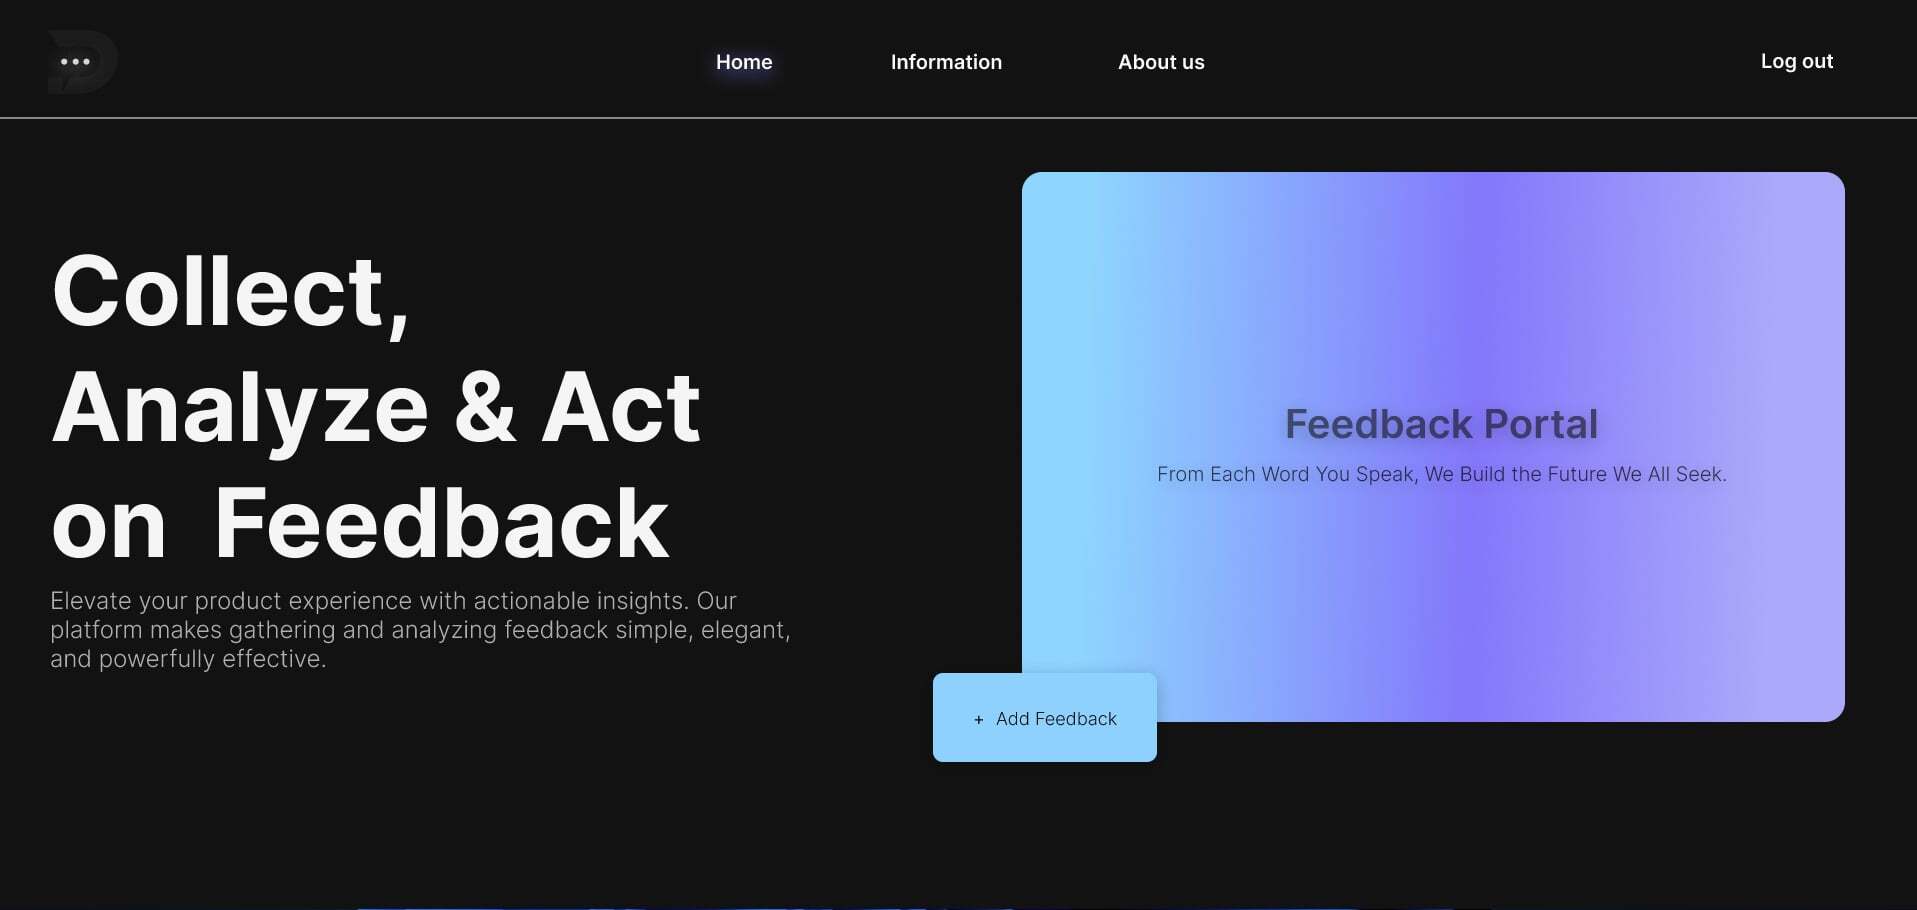 Home
Information
About us
Log out
Collect,
Analyze & Act
on  Feedback
Elevate your product experience with actionable insights. Our
platform makes gathering and analyzing feedback simple, elegant,
and powerfully effective.
Feedback Portal
From Each Word You Speak, We Build the Future We All Seek.
+ Add Feedback